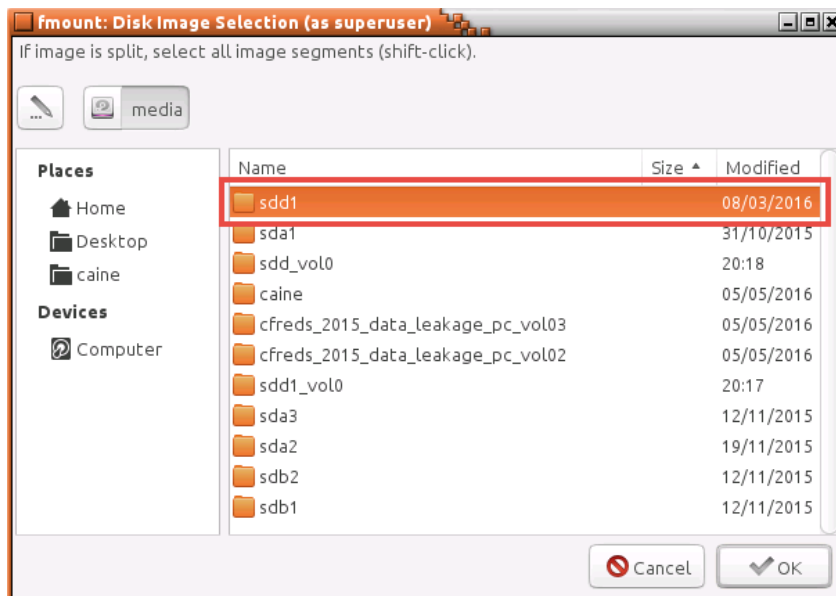 fmount: Disk Image Selection (as superuser)
If image is split, select all image segments (shift-click).
media
Places
Home
Desktop
caine
Devices
Computer
Name Size Modified
sdd1 08/03/2016
sda1 31/10/2015
sdd_vol0 20:18
caine 05/05/2016
cfreds_2015_data_leakage_pc_vol03 05/05/2016
cfreds_2015_data_leakage_pc_vol02 05/05/2016
sdd1_vol0 20:17
sda3 12/11/2015
sda2 19/11/2015
sdb2 12/11/2015
sdb1 12/11/2015
Cancel OK